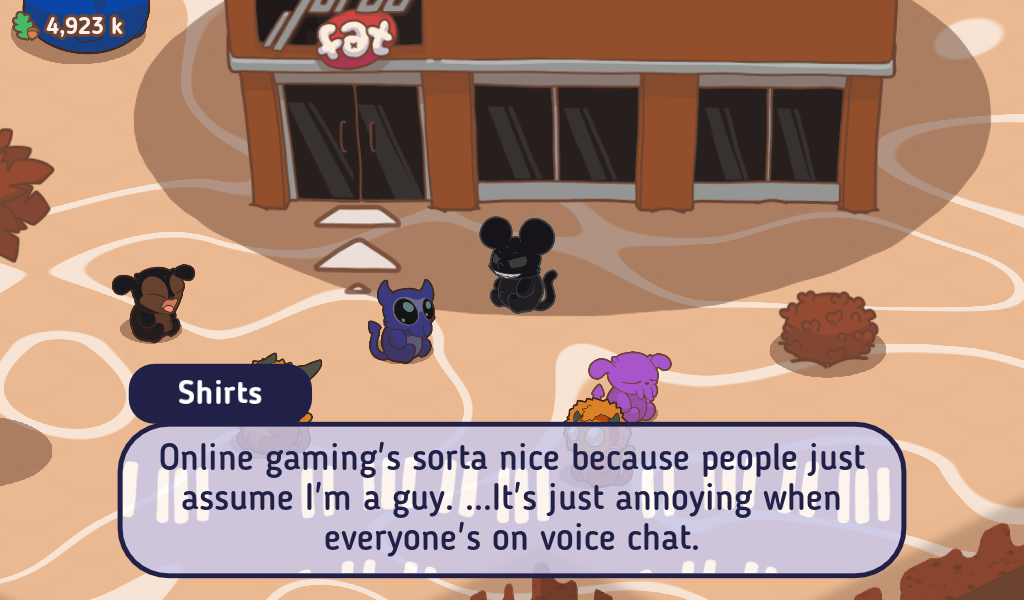 4,923 k
fat
Shirts
Online gaming's sorta nice because people just
assume I'm a guy. ...It's just annoying when
everyone's on voice chat.